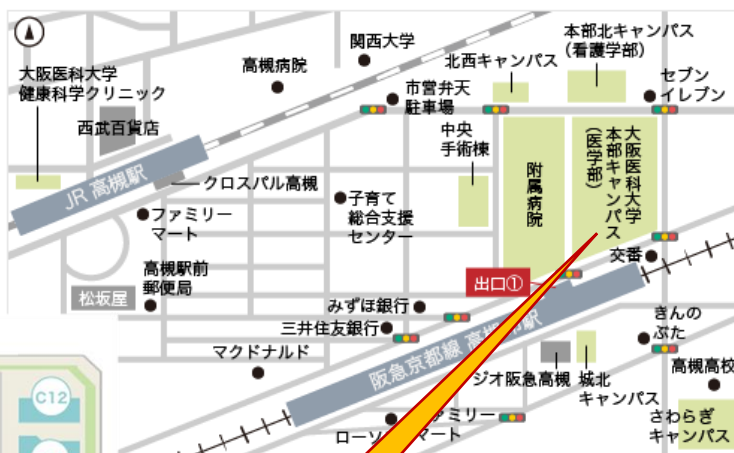 関西大学
本部北キャンパス
（看護学部）
北西キャンパス
高槻病院
大阪医科大学
健康科学クリニック
市営弁天
駐車場
セブン
イレブン
西武百貨店
中央
手術棟
大阪医科大学
本部キャンパス
（医学部）
附属病院
JR 高槻駅
クロスパル高槻
子育て
総合支援
センター
ファミリー
マート
交番
高槻駅前
郵便局
出口①
松坂屋
みずほ銀行
三井住友銀行
きんの
ぶた
マクドナルド
阪急京都線 高槻市駅
ジオ阪急高槻
城北
キャンパス
高槻高校
C12
ミリー
マート
ローソ
さわらぎ
キャンパス